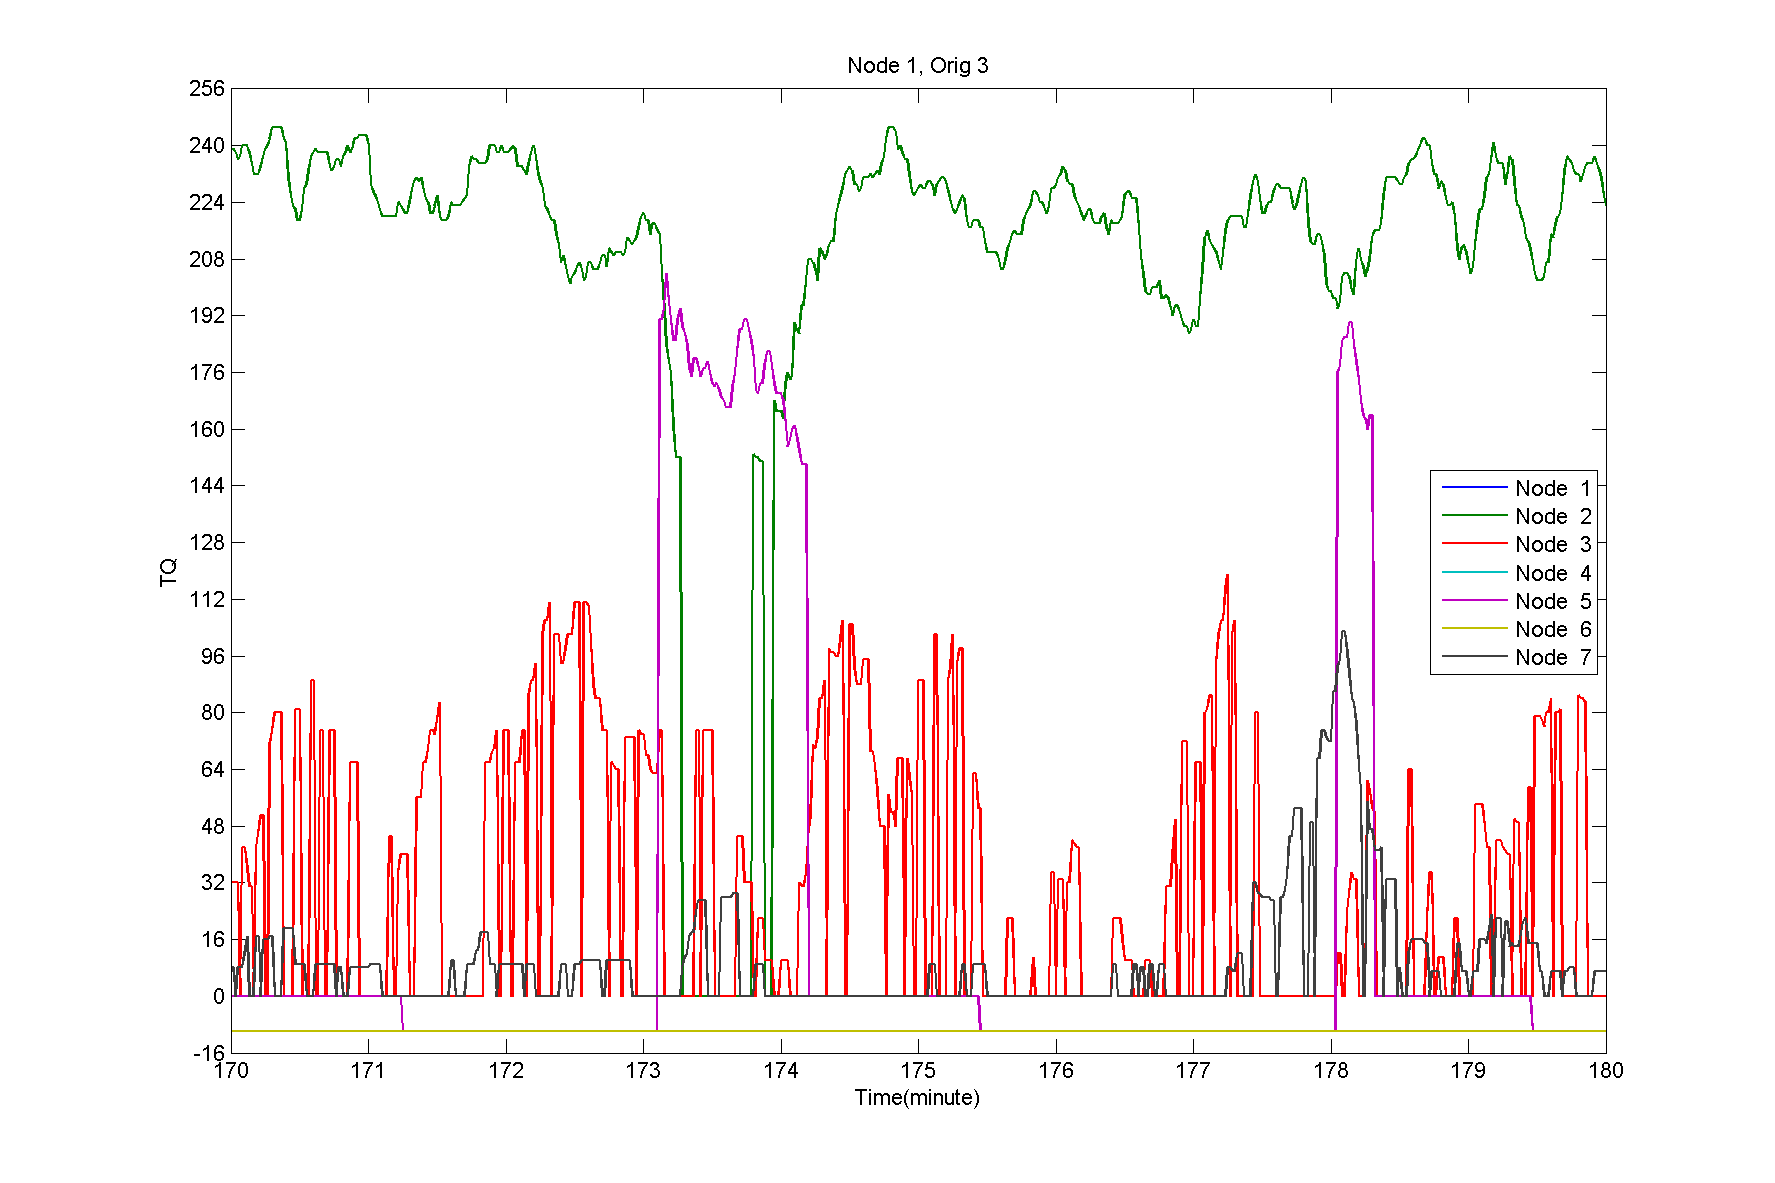 Node 1, Orig 3
256
240
224
208
192
176
160
144
128
112
96
80
64
48
32
16
0
-16
TQ
Node 1
Node 2
Node 3
Node 4
Node 5
Node 6
Node 7
170 171 172 173 174 175 176 177 178 179 180
Time(minute)